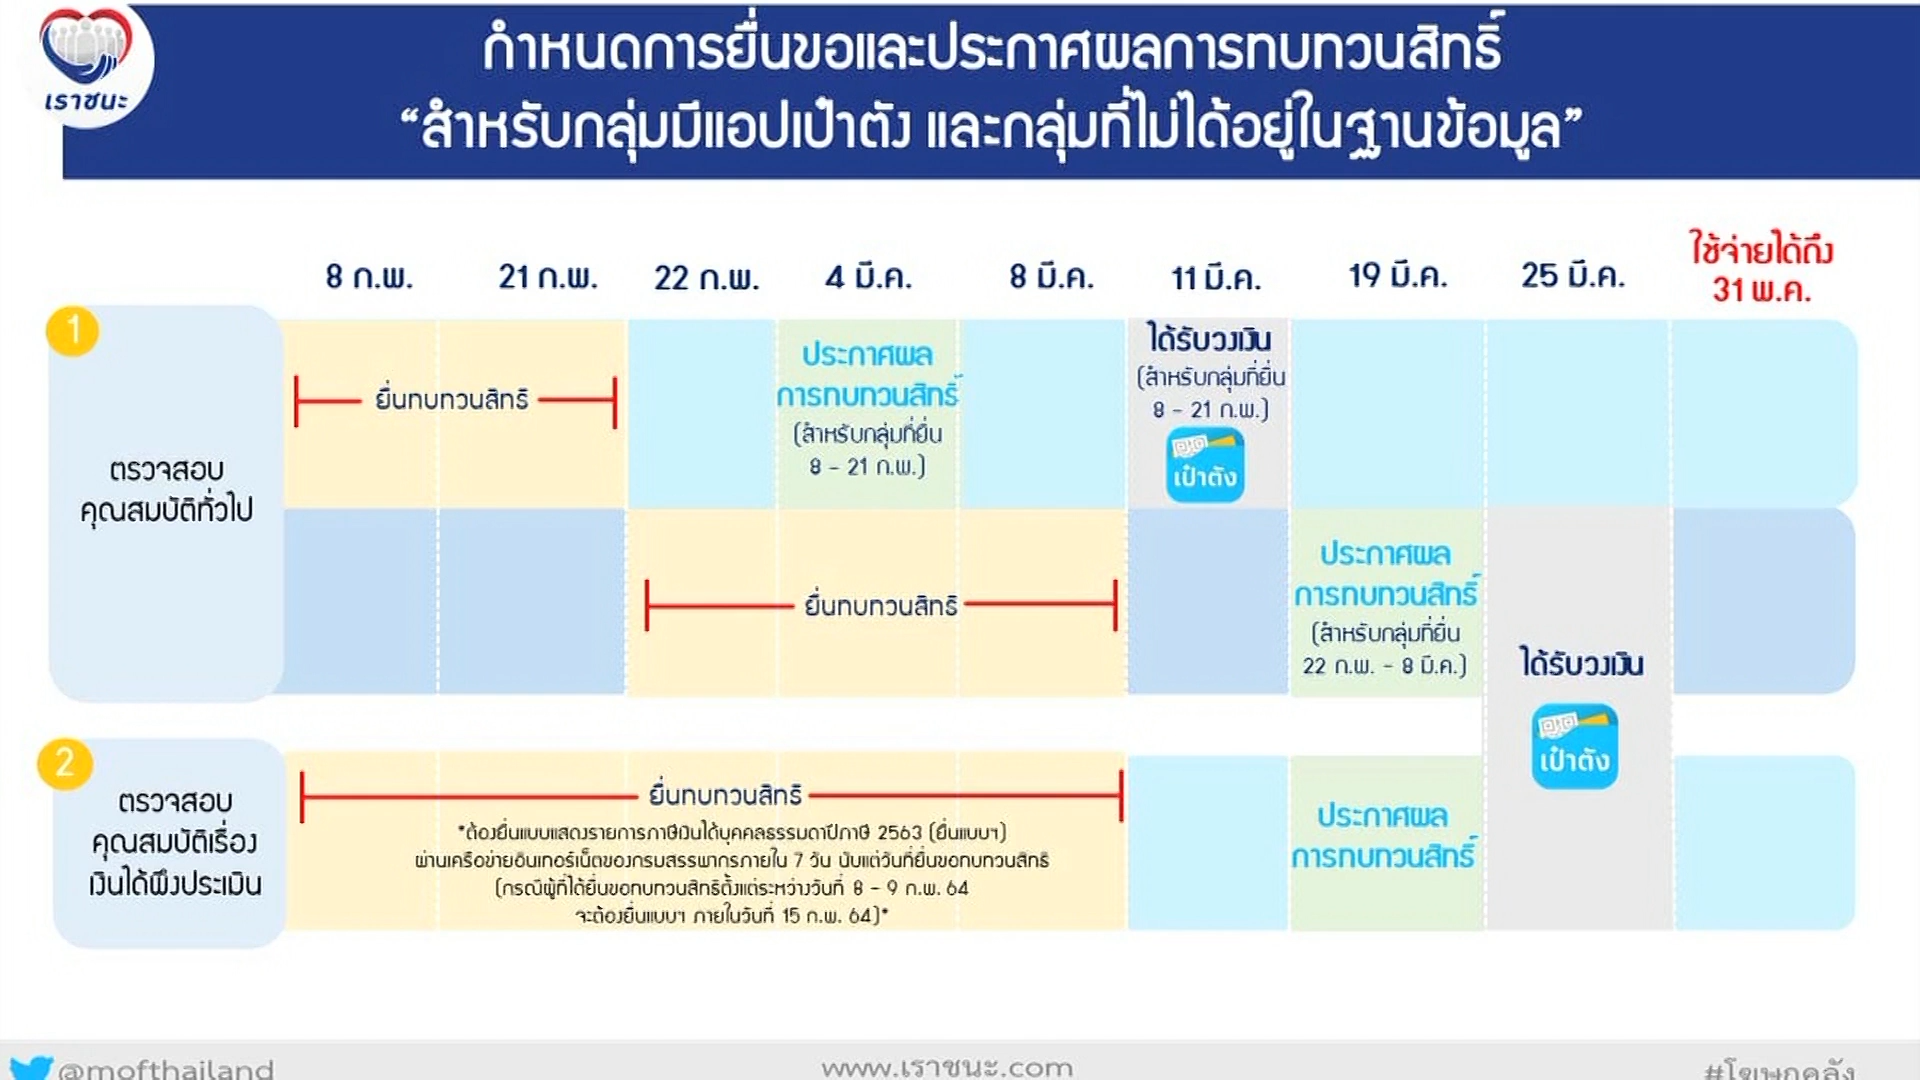 เราชนะ
กำหนดการยื่นขอและประกาศผลการทบทวนสิทธิ์
“สำหรับกลุ่มมีแอปเป๋าตัง และกลุ่มที่ไม่ได้อยู่ในฐานข้อมูล”
8 ก.พ. 21 ก.พ. 22 ก.พ. 4 มี.ค. 8 มี.ค. 11 มี.ค. 19 มี.ค. 25 มี.ค. ใช้จ่ายได้ถึง
31 พ.ค.
1
ตรวจสอบ
คุณสมบัติทั่วไป
ยื่นทบทวนสิทธิ
ประกาศผล
การทบทวนสิทธิ์
(สำหรับกลุ่มที่ยื่น
8 - 21 ก.พ.)
ได้รับวงเงิน
(สำหรับกลุ่มที่ยื่น
8 - 21 ก.พ.)
เป๋าตัง
ยื่นทบทวนสิทธิ
ประกาศผล
การทบทวนสิทธิ์
(สำหรับกลุ่มที่ยื่น
22 ก.พ. - 8 มี.ค.)
ได้รับวงเงิน
เป๋าตัง
2
ตรวจสอบ
คุณสมบัติเรื่อง
เงินได้พึงประเมิน
ยื่นทบทวนสิทธิ
*ต้องยื่นแบบแสดงรายการภาษีเงินได้บุคคลธรรมดาปีภาษี 2563 (ยื่นแบบฯ)
ผ่านเครือข่ายอินเทอร์เน็ตของกรมสรรพากรภายใน 7 วัน นับแต่วันที่ยื่นขอทบทวนสิทธิ
(กรณีผู้ที่ได้ยื่นขอทบทวนสิทธิตั้งแต่ระหว่างวันที่ 8 - 9 ก.พ. 64
จะต้องยื่นแบบฯ ภายในวันที่ 15 ก.พ. 64)*
ประกาศผล
การทบทวนสิทธิ์
@mofthailand
www.เราชนะ.com
#โฆษกคลัง